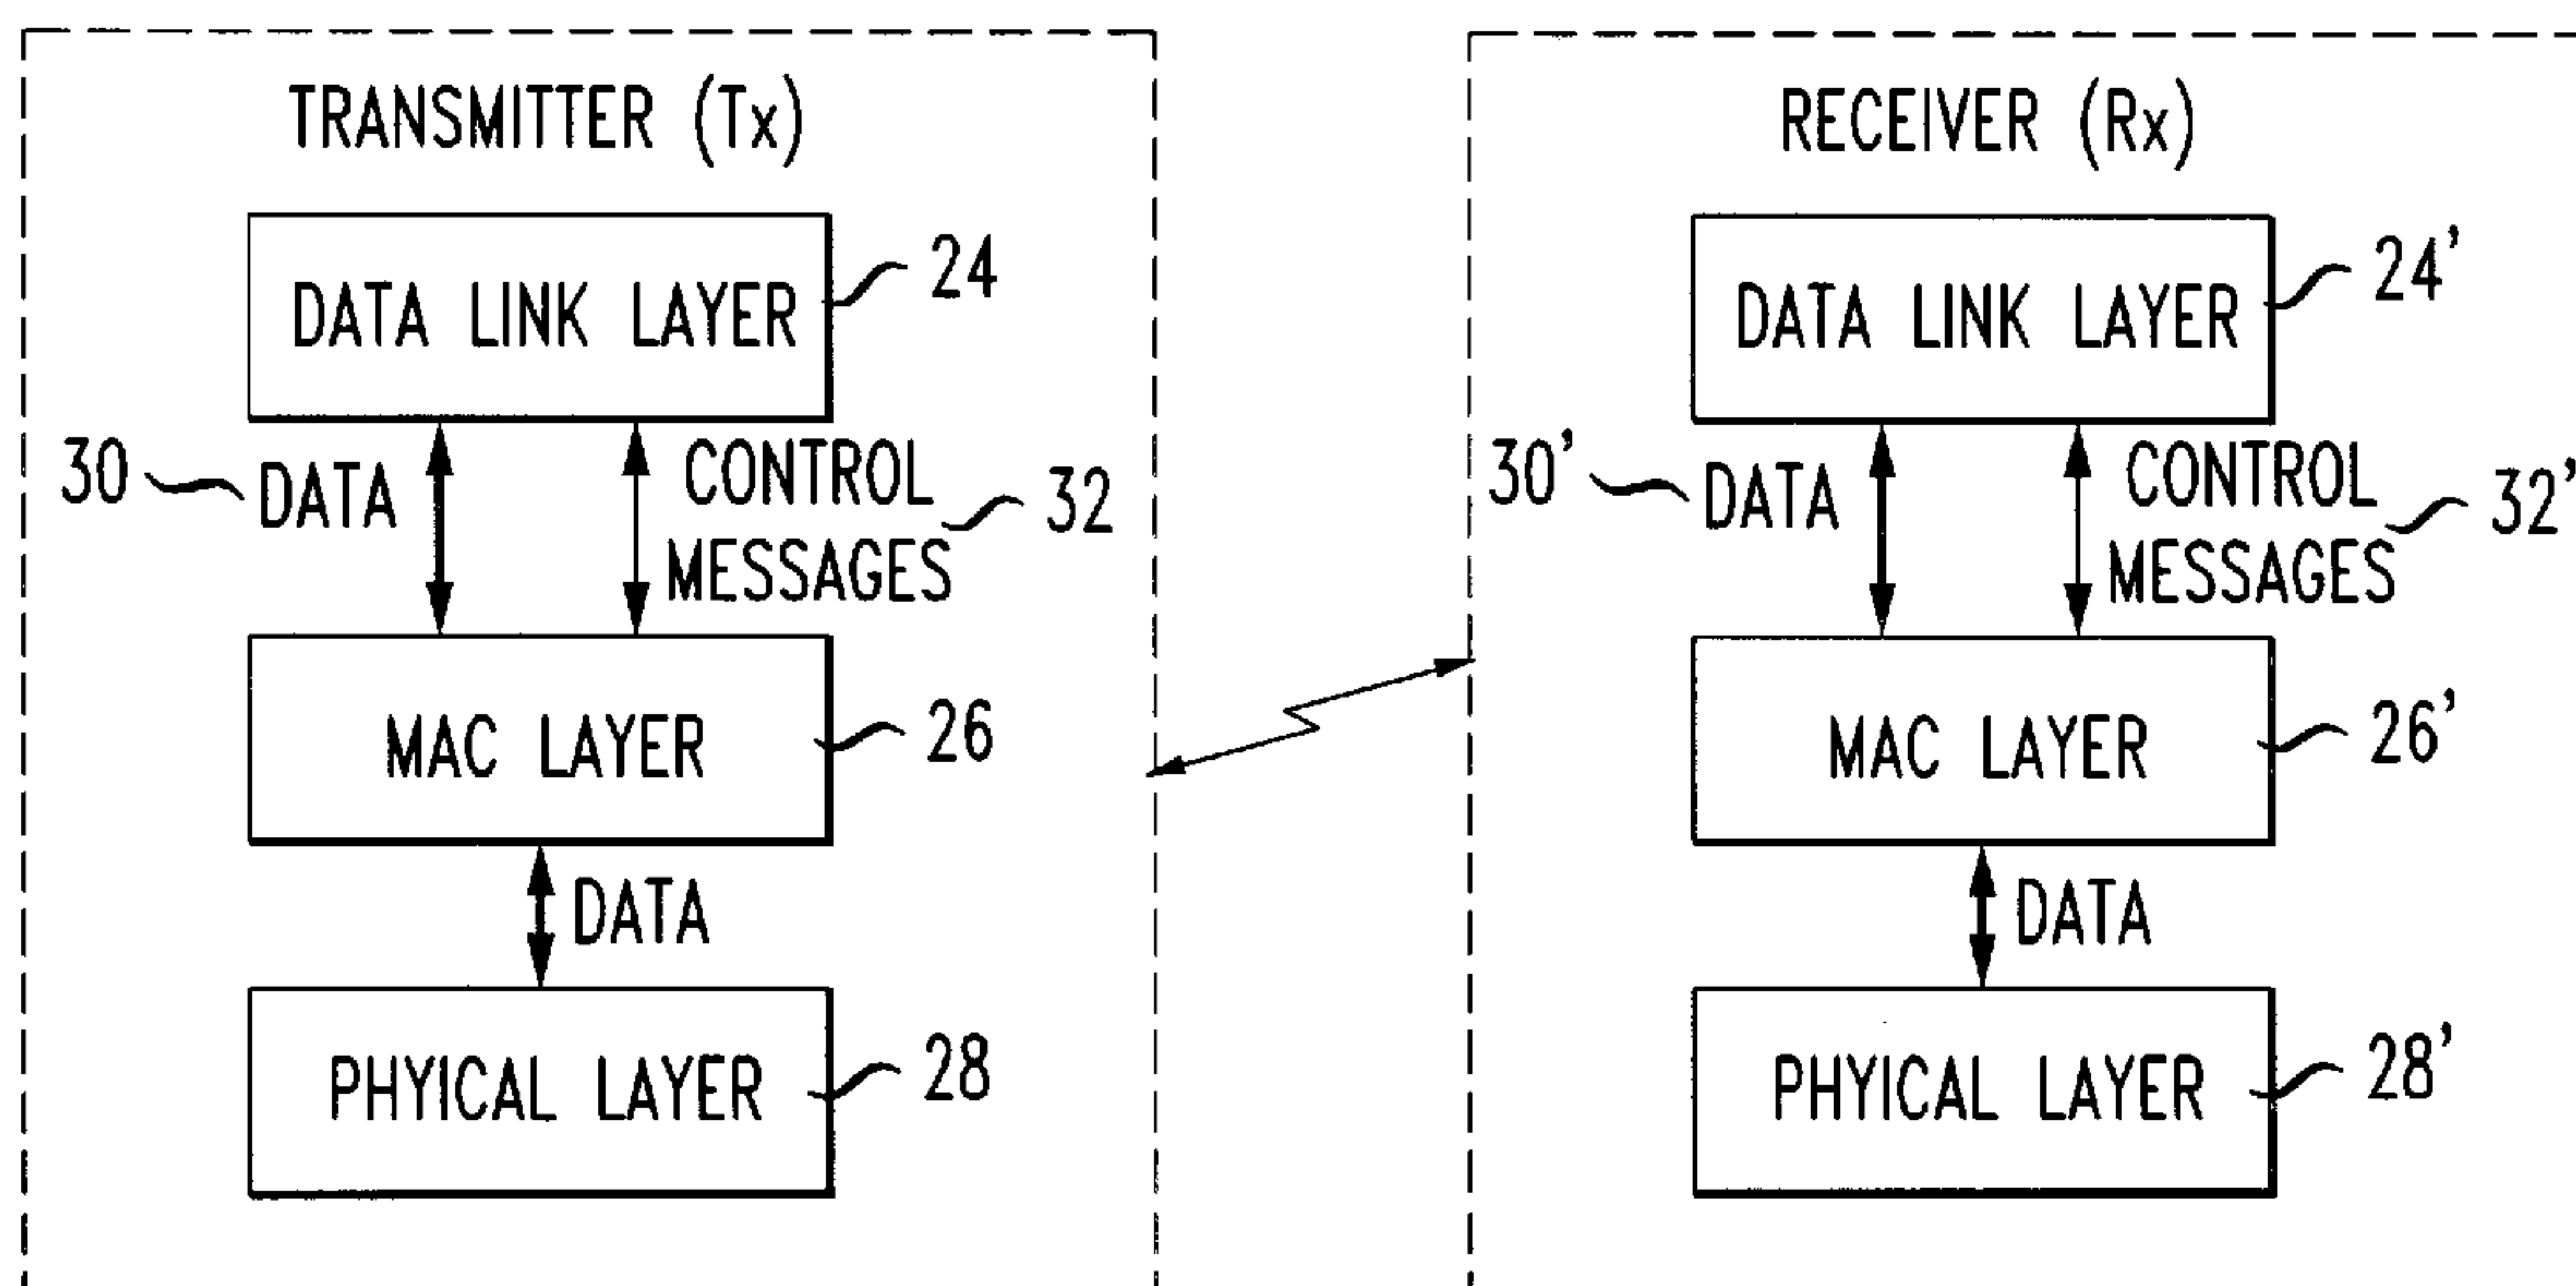 TRANSMITTER (Tx)
DATA LINK LAYER
24
30
DATA
CONTROL
MESSAGES
32
MAC LAYER
26
DATA
PHYICAL LAYER
28
RECEIVER (Rx)
DATA LINK LAYER
24'
30'
DATA
CONTROL
MESSAGES
32'
MAC LAYER
26'
DATA
PHYICAL LAYER
28'